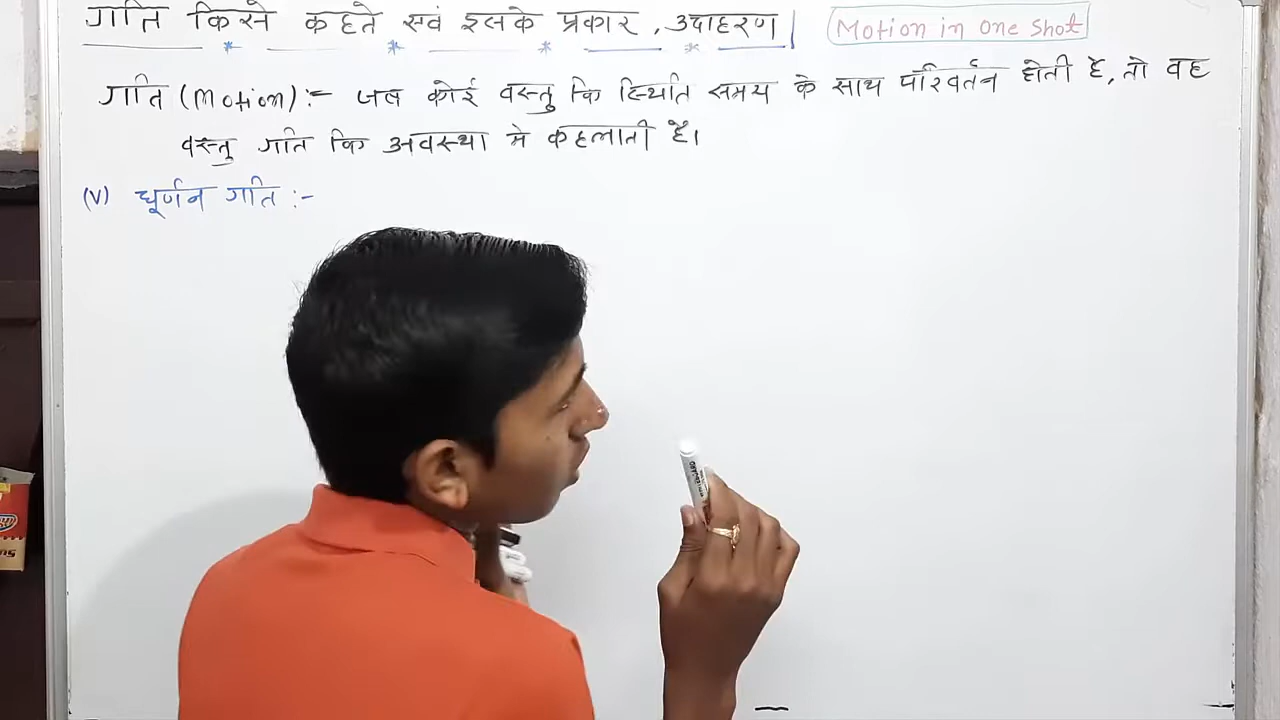 गति किसे कहते एवं इसके प्रकार , उदाहरण | Motion in one Shot
गति (Motion) :- जब कोई वस्तु कि स्थिति समय के साथ परिवर्तन होती है, तो वह
वस्तु गति कि अवस्था मे कहलाती है।
(V) घूर्णन गति :-